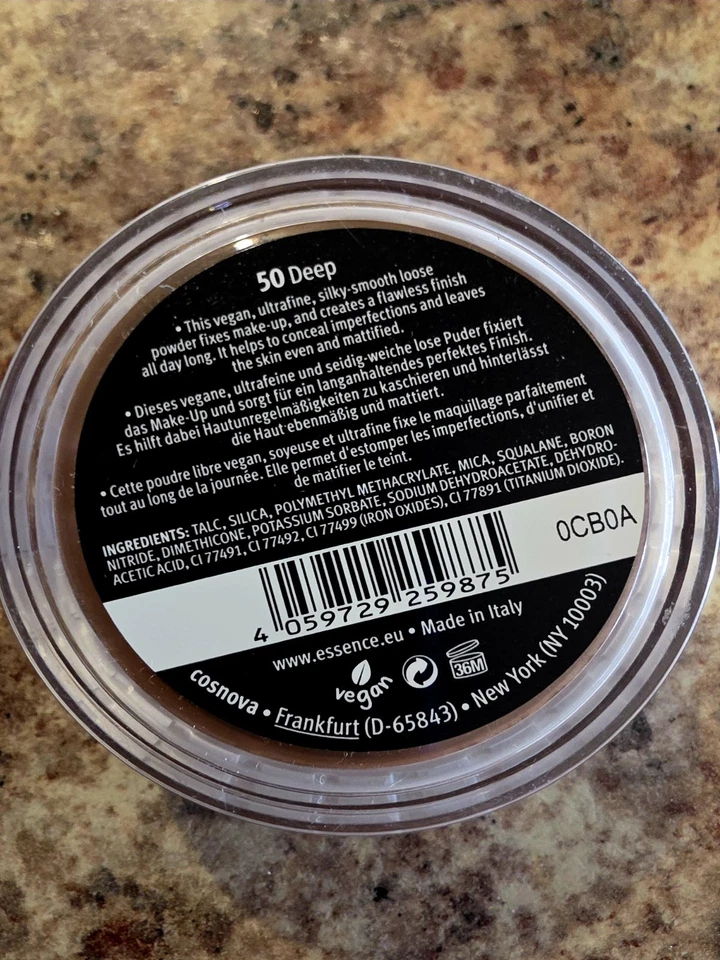 50 Deep
• This vegan, ultrafine, silky-smooth loose
powder fixes make-up, and creates a flawless finish
all day long. It helps to conceal imperfections and leaves
the skin even and mattified.
• Dieses vegane, ultrafeine und seidig-weiche lose Puder fixiert
das Make-Up und sorgt für ein langanhaltendes perfektes Finish.
Es hilft dabei Hautunregelmäßigkeiten zu kaschieren und hinterlässt
die Haut ebenmäßig und mattiert.
• Cette poudre libre vegan, soyeuse et ultrafine fixe le maquillage parfaitement
tout au long de la journée. Elle permet d'estomper les imperfections, d'unifier et
de matifier le teint.
INGREDIENTS: TALC, SILICA, POLYMETHYL METHACRYLATE, MICA, SQUALANE, BORON
NITRIDE, DIMETHICONE, POTASSIUM SORBATE, SODIUM DEHYDROACETATE, DEHYDRO-
ACETIC ACID, CI 77491, CI 77492, CI 77499 (IRON OXIDES), CI 77891 (TITANIUM DIOXIDE).
0CB0A
4 059729 259875
www.essence.eu • Made in Italy
vegan
36M
cosnova • Frankfurt (D-65843) • New York (NY 10003)